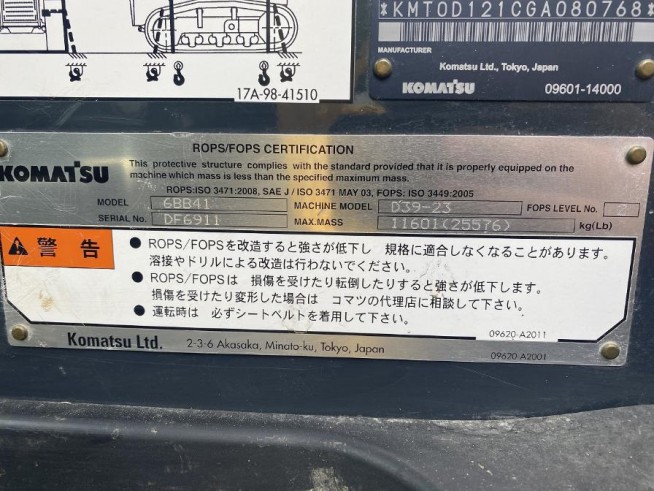 *KMT0D121CGA080768*
MANUFACTURER
Komatsu Ltd., Tokyo, Japan
KOMATSU 09601-14000
17A-98-41510
ROPS/FOPS CERTIFICATION
KOMATSU
This protective structure complies with the standard provided that it is properly equipped on the
machine which mass is less than the specified maximum mass.
ROPS:ISO 3471:2008, SAE J / ISO 3471 MAY 03, FOPS: ISO 3449:2005
MODEL 6BB41 MACHINE MODEL D39-23 FOPS LEVEL No. 2
SERIAL No. DF6911 MAX.MASS 11601(25576) kg(Lb)
警告
● ROPS/FOPSを改造すると強さが低下し 規格に適合しなくなることがあります。
溶接やドリルによる改造は行わないでください。
● ROPS/FOPSは 損傷を受けたり転倒したりすると強さが低下します。
損傷を受けたり変形した場合は コマツの代理店に相談して下さい。
● 運転時は 必ずシートベルトを着用して下さい。
09620-A2011
Komatsu Ltd. 2-3-6 Akasaka, Minato-ku, Tokyo, Japan 09620-A2001